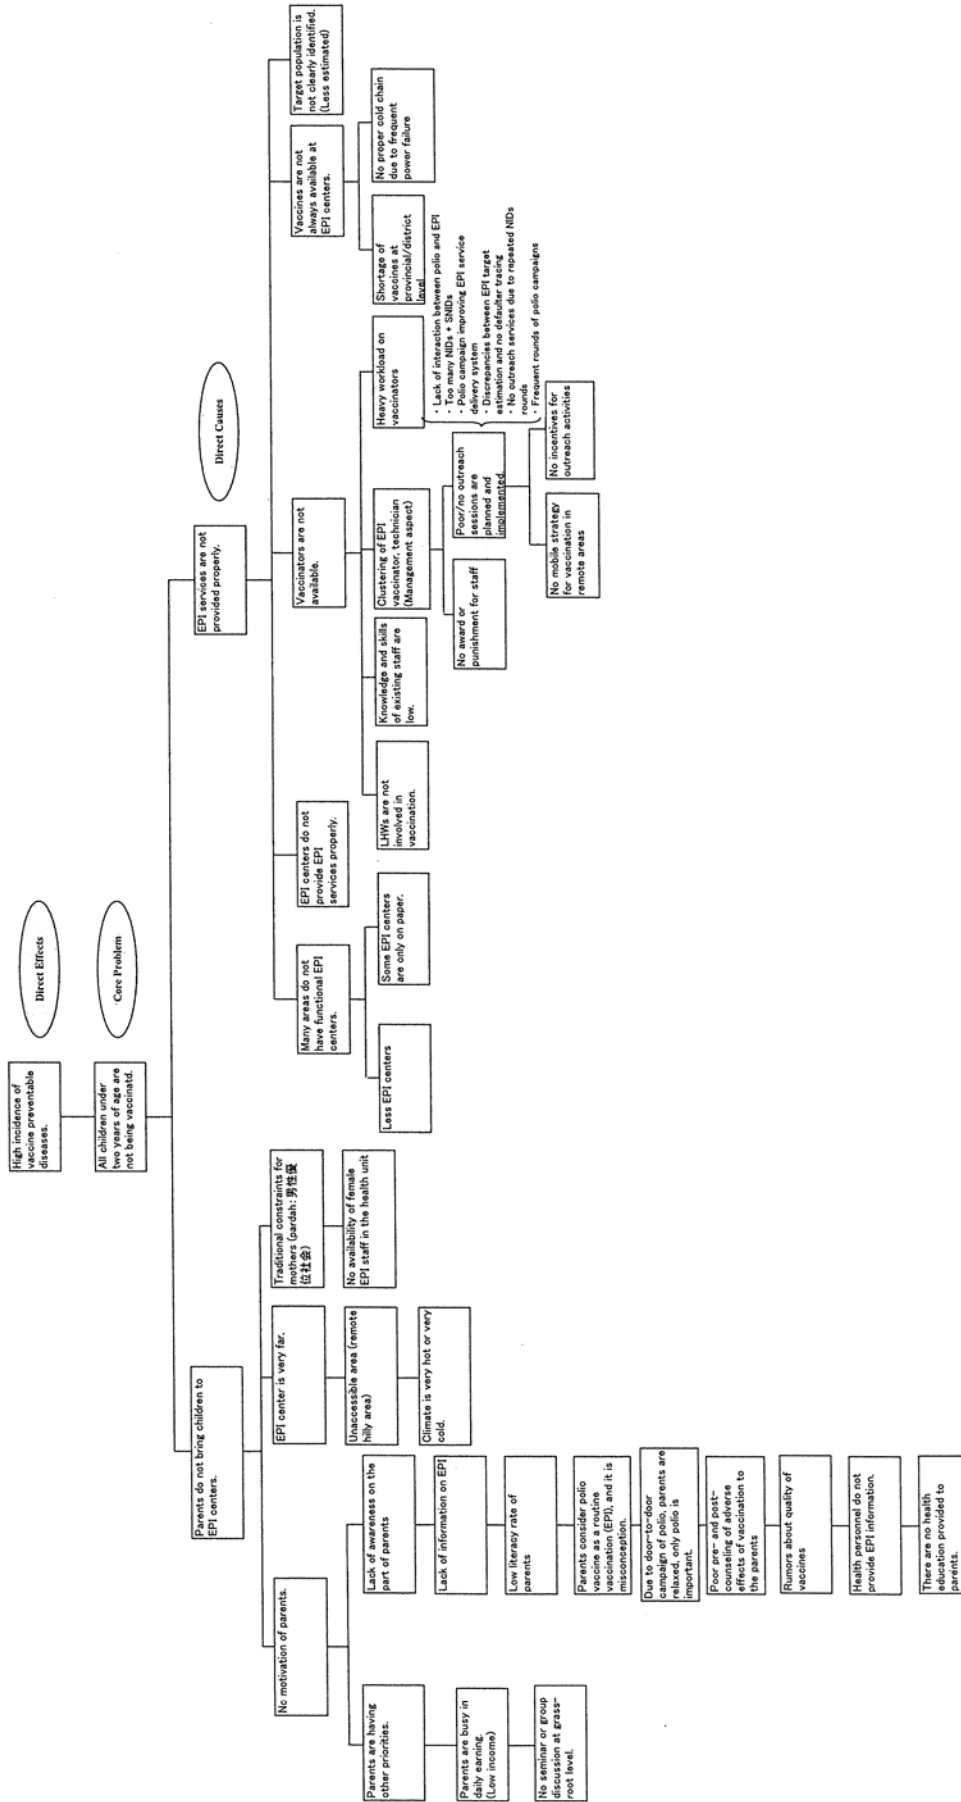 High incidence of
vaccine preventable
diseases.
Direct Effects
All children under
two years of age are
not being vaccinatd.
Core Problem
Parents do not bring children to
EPI centers.
EPI services are not
provided properly.
Direct Causes
No motivation of parents.
EPI center is very far.
Traditional constraints for
mothers (pardah: 男性優
位社会)
Many areas do not
have functional EPI
centers.
EPI centers do not
provide EPI
services properly.
Vaccinators are not
available.
Vaccines are not
always available at
EPI centers.
Target population is
not clearly identified.
(Less estimated)
Parents are having
other priorities.
Parents are busy in
daily earning.
(Low income)
No seminar or group
discussion at grass-
root level.
Lack of awareness on the
part of parents
Lack of information on EPI
Low literacy rate of
parents
Parents consider polio
vaccine as a routine
vaccination (EPI), and it is
misconception.
Due to door-to-door
campaign of polio, parents are
relaxed, only polio is
important.
Poor pre- and post-
counseling of adverse
effects of vaccination to
the parents
Rumors about quality of
vaccines
Health personnel do not
provide EPI information.
There are no health
education provided to
parents.
Unaccessible area (remote
hilly area)
Climate is very hot or very
cold.
No availability of female
EPI staff in the health unit
Less EPI centers
Some EPI centers
are only on paper.
LHWs are not
involved in
vaccination.
Knowledge and skills
of existing staff are
low.
Clustering of EPI
vaccinator, technician
(Management aspect)
Heavy workload on
vaccinators
Shortage of
vaccines at
provincial/district
level
No proper cold chain
due to frequent
power failure
No award or
punishment for staff
Poor/no outreach
sessions are
planned and
implemented.
・Lack of interaction between polio and EPI
・Too many NIDs + SNIDs
・Polio campaign improving EPI service
delivery system
・Discrepancies between EPI target
estimation and no defaulter tracing
・No outreach services due to repeated NIDs
rounds
・Frequent rounds of polio campaigns
No mobile strategy
for vaccination in
remote areas
No incentives for
outreach activities